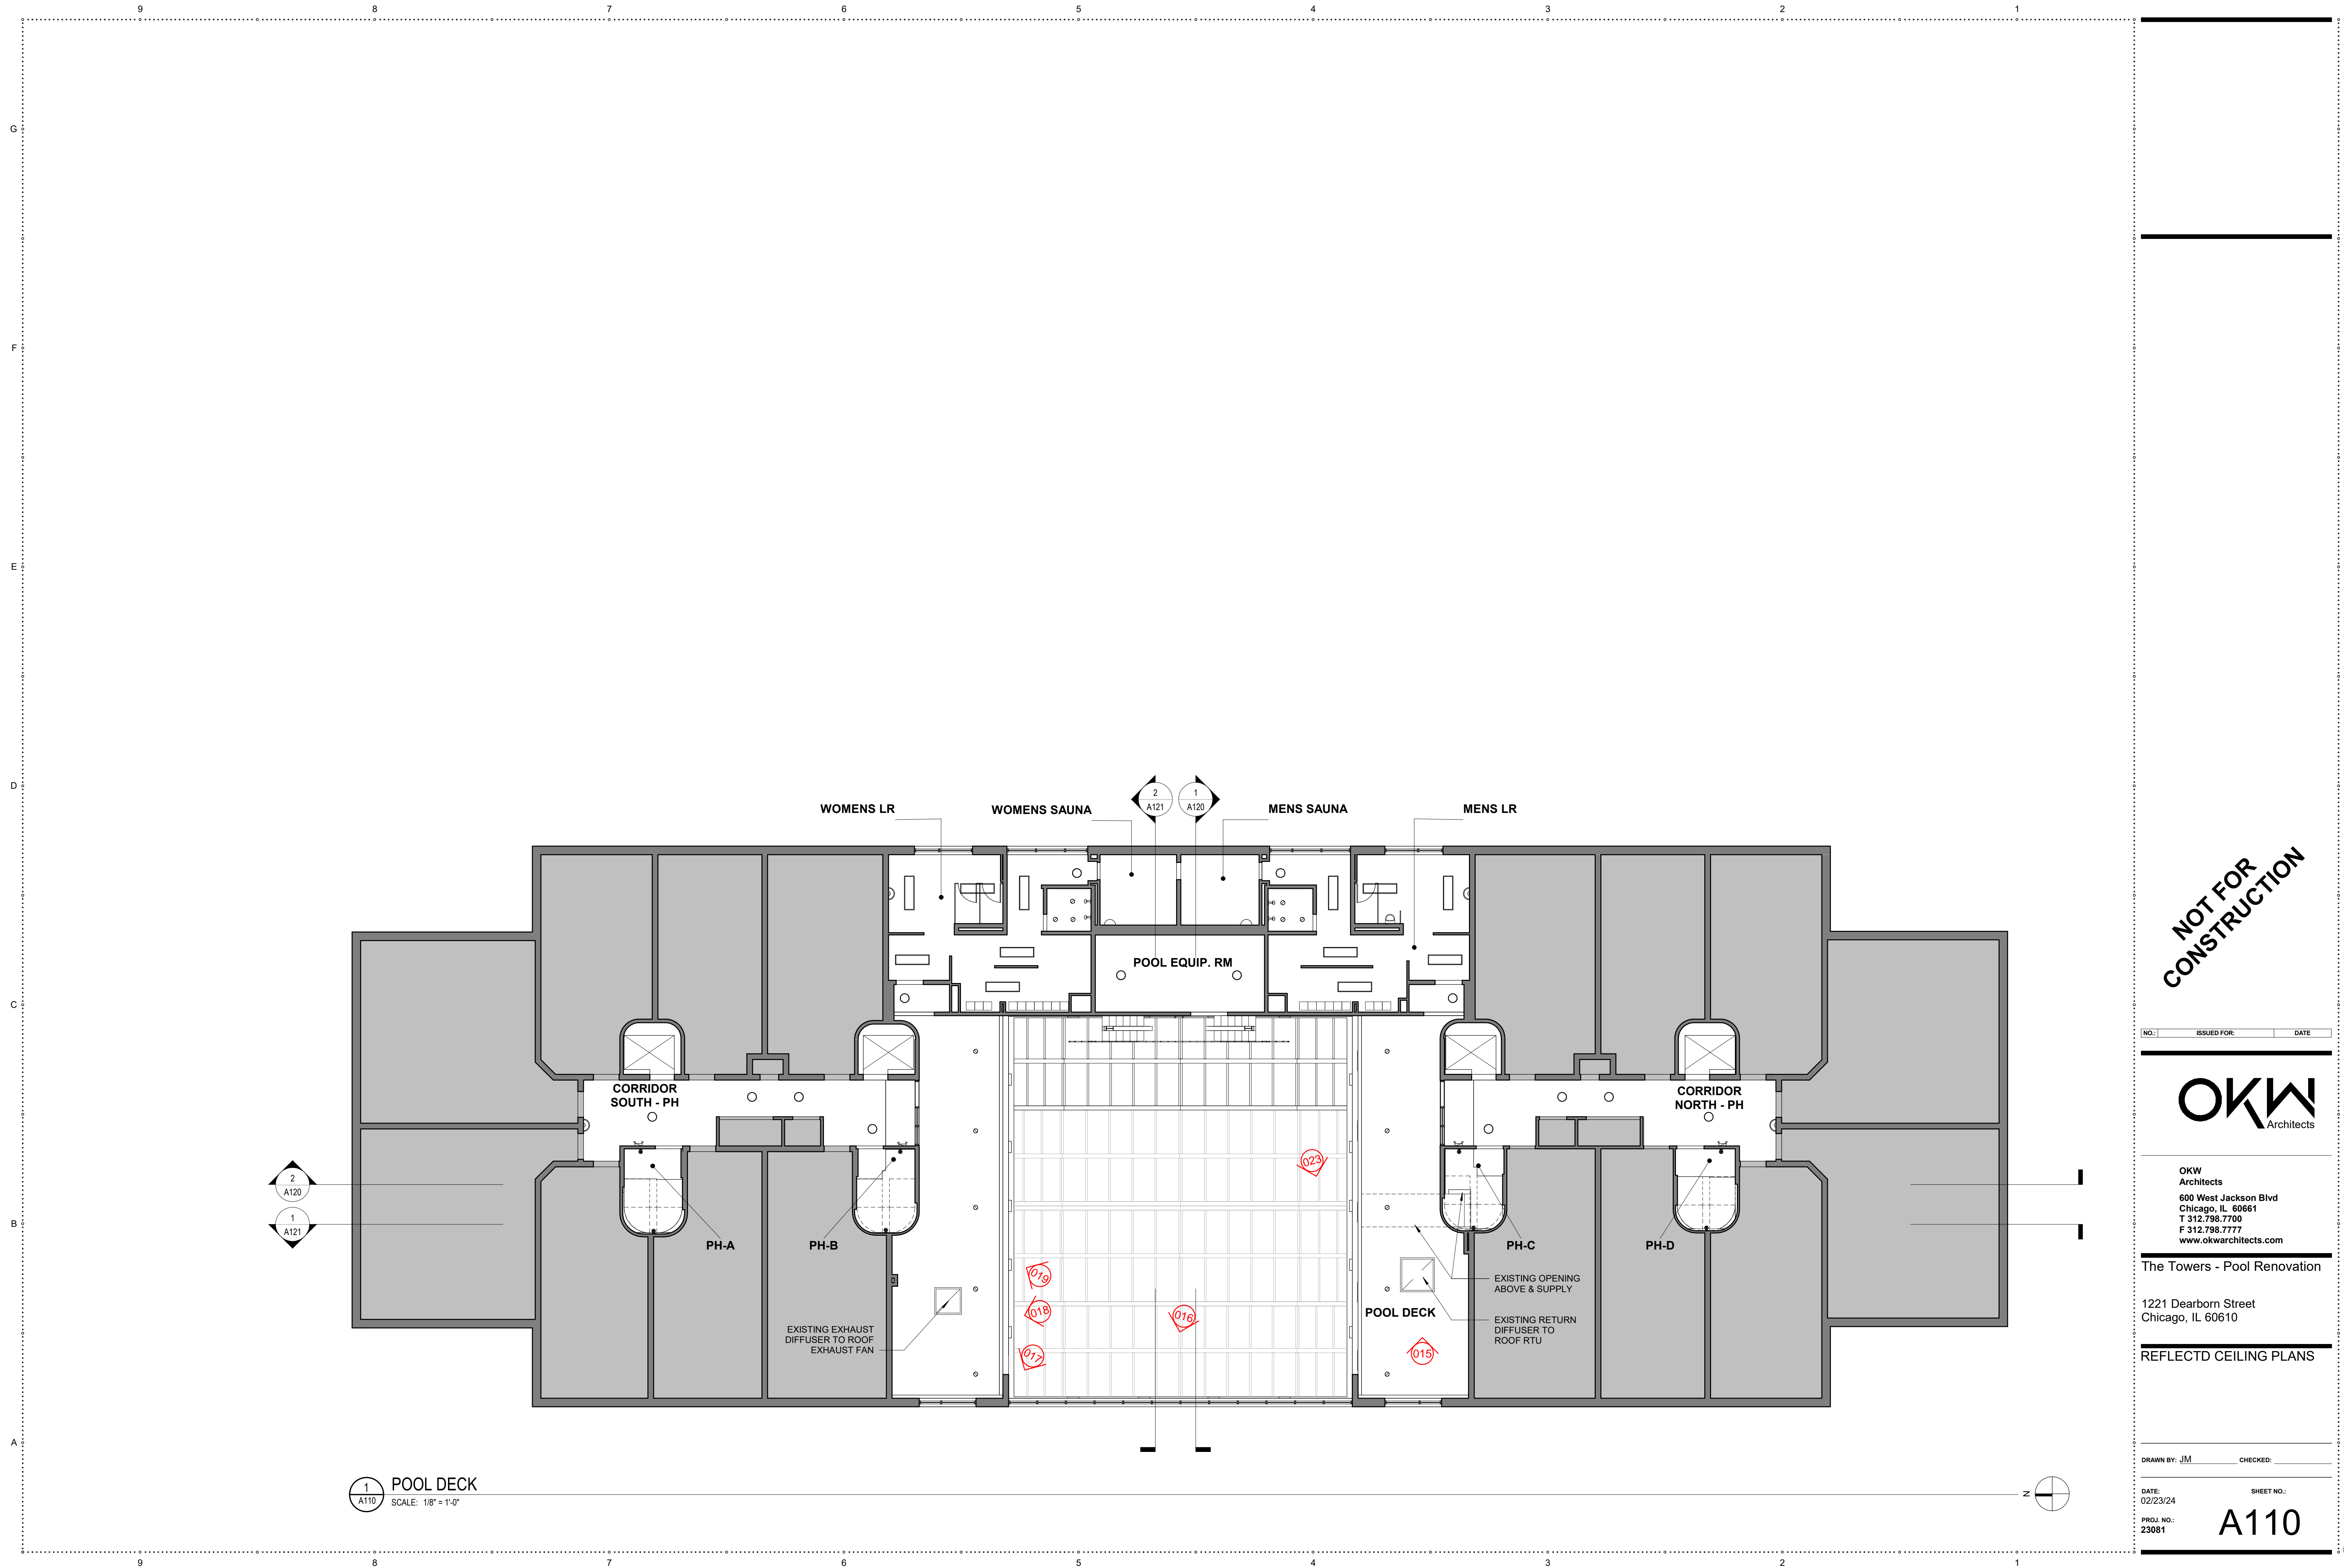 9 8 7 6 5 4 3 2 1
G
F
E
D
C
B
A
2
A121
1
A120
WOMENS LR
WOMENS SAUNA
MENS SAUNA
MENS LR
POOL EQUIP. RM
CORRIDOR
SOUTH - PH
CORRIDOR
NORTH - PH
2
A120
1
A121
PH-A
PH-B
PH-C
PH-D
023
019
018
017
016
015
POOL DECK
EXISTING OPENING
ABOVE & SUPPLY
EXISTING RETURN
DIFFUSER TO
ROOF RTU
EXISTING EXHAUST
DIFFUSER TO ROOF
EXHAUST FAN
1
A110
POOL DECK
SCALE: 1/8" = 1'-0"
N
9 8 7 6 5 4 3 2 1
NOT FOR
CONSTRUCTION
NO.: ISSUED FOR: DATE
OKW
Architects
OKW
Architects
600 West Jackson Blvd
Chicago, IL 60661
T 312.798.7700
F 312.798.7777
www.okwarchitects.com
The Towers - Pool Renovation
1221 Dearborn Street
Chicago, IL 60610
REFLECTD CEILING PLANS
DRAWN BY: JM CHECKED:
DATE: SHEET NO.:
02/23/24
PROJ. NO.:
23081
A110